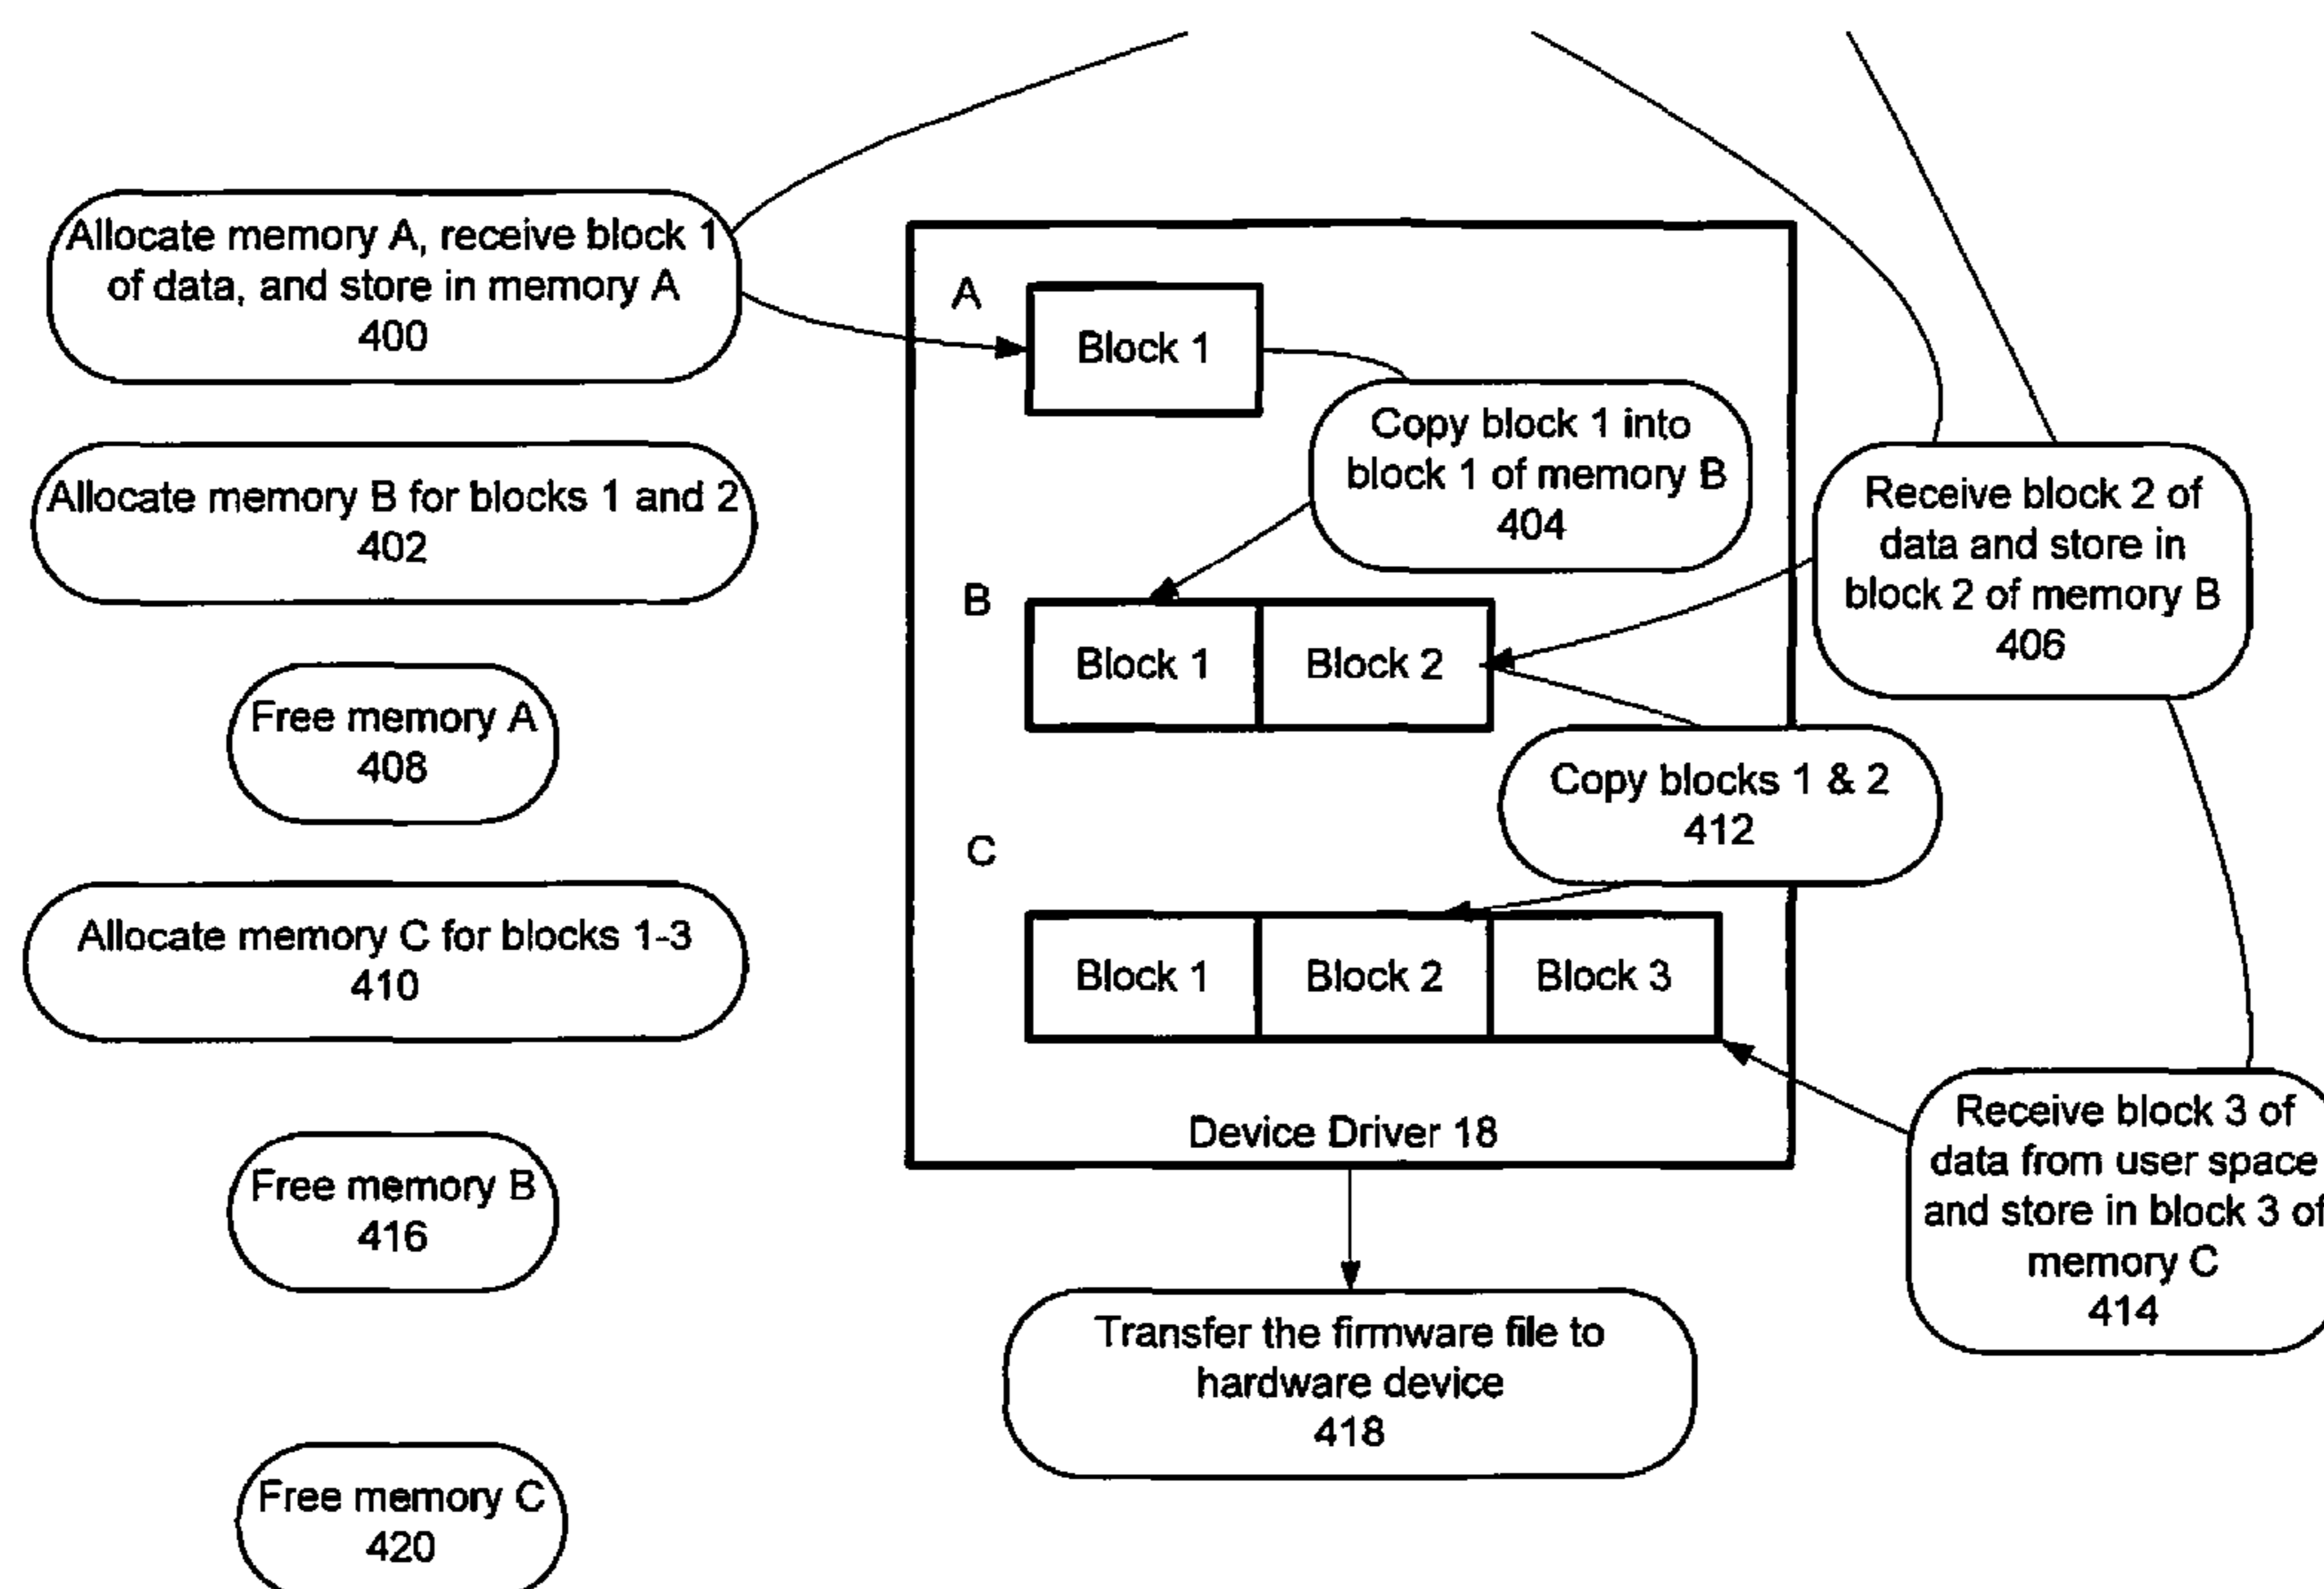 Allocate memory A, receive block 1
of data, and store in memory A
400
A
Block 1
Copy block 1 into
block 1 of memory B
404
Allocate memory B for blocks 1 and 2
402
Receive block 2 of
data and store in
block 2 of memory B
406
B
Block 1
Block 2
Free memory A
408
Copy blocks 1 & 2
412
C
Allocate memory C for blocks 1-3
410
Block 1
Block 2
Block 3
Device Driver 18
Receive block 3 of
data from user space
and store in block 3 of
memory C
414
Free memory B
416
Transfer the firmware file to
hardware device
418
Free memory C
420